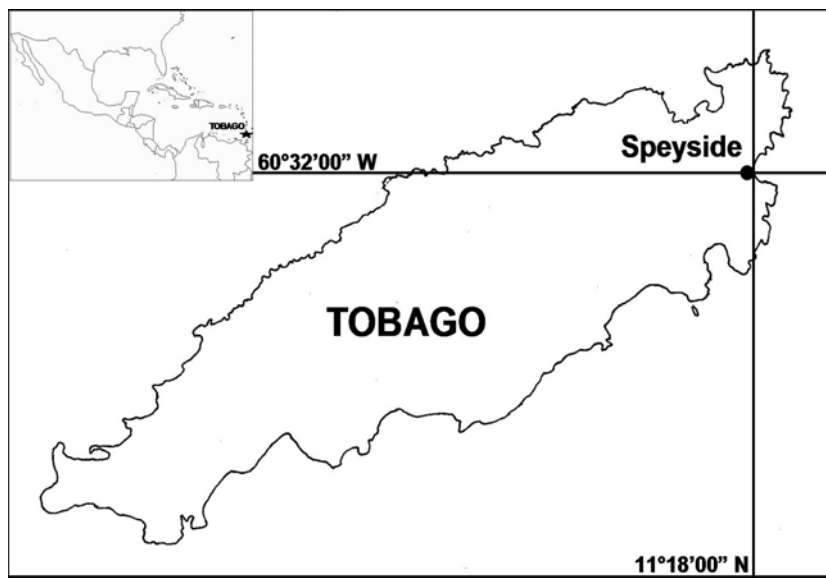 TOBAGO
60°32'00" W
Speyside
TOBAGO
11°18'00" N